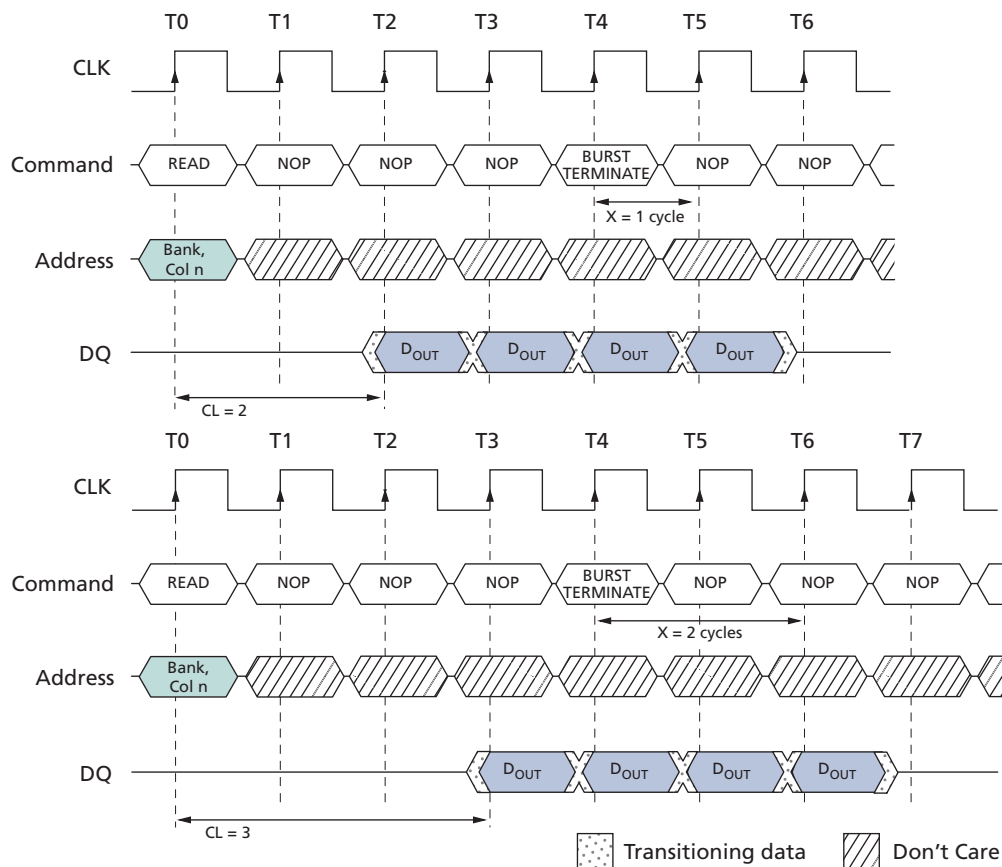 T0 T1 T2 T3 T4 T5 T6
CLK
Command READ NOP NOP NOP BURST TERMINATE NOP NOP
X = 1 cycle
Address Bank, Col n
DQ DOUT DOUT DOUT DOUT
CL = 2
T0 T1 T2 T3 T4 T5 T6 T7
CLK
Command READ NOP NOP NOP BURST TERMINATE NOP NOP NOP
X = 2 cycles
Address Bank, Col n
DQ DOUT DOUT DOUT DOUT
CL = 3
Transitioning data Don't Care